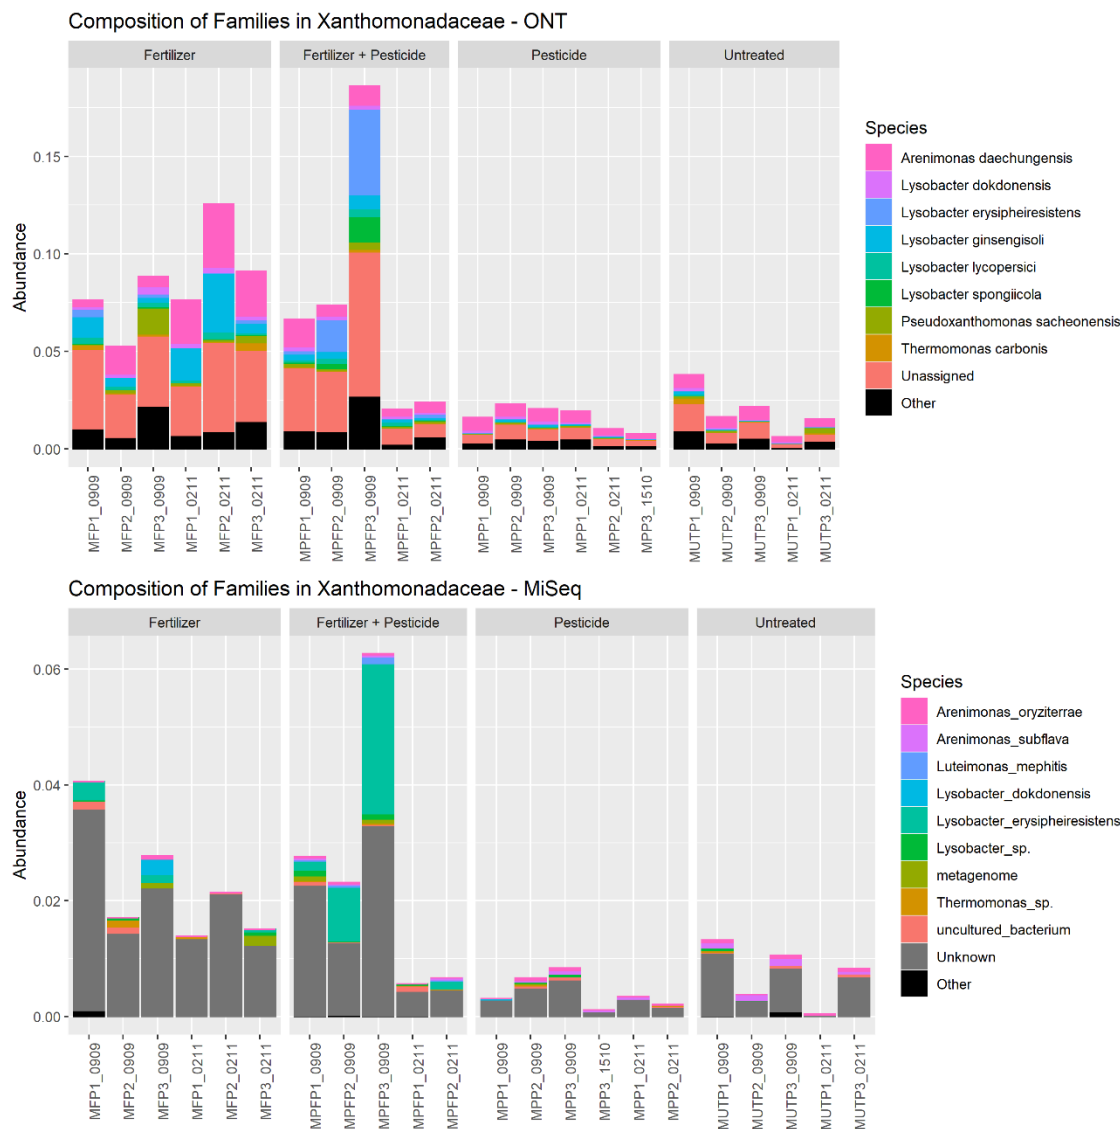 Composition of Families in Xanthomonadaceae - ONT
Fertilizer
Fertilizer + Pesticide
Pesticide
Untreated
Abundance
0.15
0.10
0.05
0.00
MFP1_0909
MFP2_0909
MFP3_0909
MFP1_0211
MFP2_0211
MFP3_0211
MPFP1_0909
MPFP2_0909
MPFP3_0909
MPFP1_0211
MPFP2_0211
MPP1_0909
MPP2_0909
MPP3_0909
MPP1_0211
MPP2_0211
MPP3_1510
MUTP1_0909
MUTP2_0909
MUTP3_0909
MUTP1_0211
MUTP3_0211
Species
Arenimonas daechungensis
Lysobacter dokdonensis
Lysobacter erysipheiresistens
Lysobacter ginsengisoli
Lysobacter lycopersici
Lysobacter spongiicola
Pseudoxanthomonas sacheonensis
Thermomonas carbonis
Unassigned
Other
Composition of Families in Xanthomonadaceae - MiSeq
Fertilizer
Fertilizer + Pesticide
Pesticide
Untreated
Abundance
0.06
0.04
0.02
0.00
MFP1_0909
MFP2_0909
MFP3_0909
MFP1_0211
MFP2_0211
MFP3_0211
MPFP1_0909
MPFP2_0909
MPFP3_0909
MPFP1_0211
MPFP2_0211
MPP1_0909
MPP2_0909
MPP3_0909
MPP3_1510
MPP1_0211
MPP2_0211
MUTP1_0909
MUTP2_0909
MUTP3_0909
MUTP1_0211
MUTP3_0211
Species
Arenimonas_oryziterrae
Arenimonas_subflava
Luteimonas_mephitis
Lysobacter_dokdonensis
Lysobacter_erysipheiresistens
Lysobacter_sp.
metagenome
Thermomonas_sp.
uncultured_bacterium
Unknown
Other